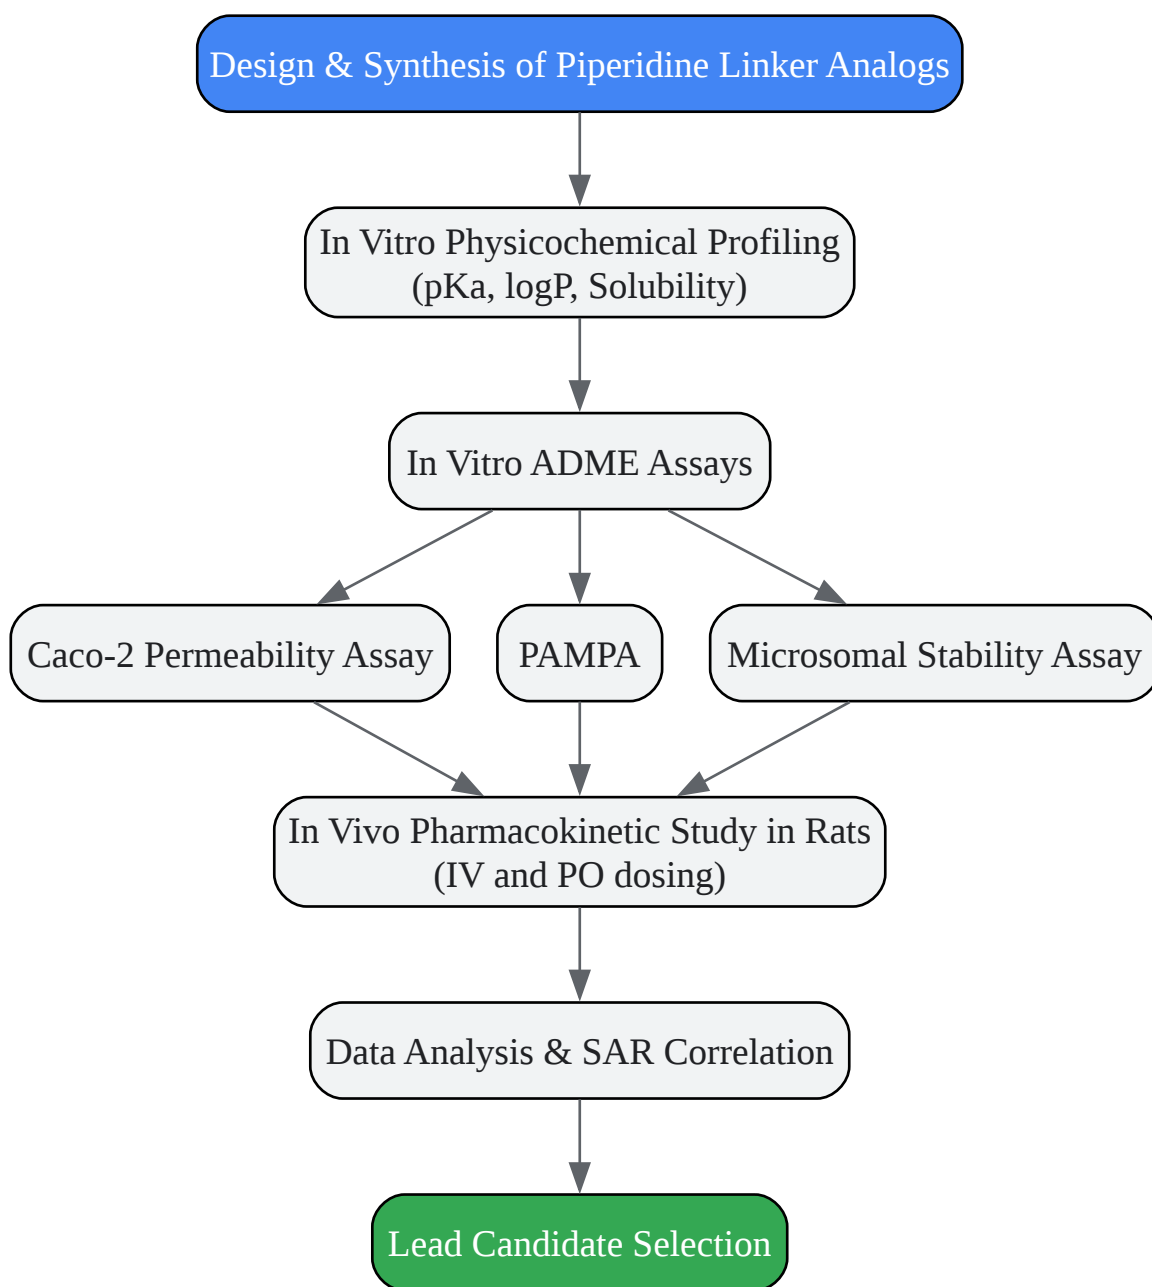 Design & Synthesis of Piperidine Linker Analogs
In Vitro Physicochemical Profiling
(pKa, logP, Solubility)
In Vitro ADME Assays
Caco-2 Permeability Assay
PAMPA
Microsomal Stability Assay
In Vivo Pharmacokinetic Study in Rats
(IV and PO dosing)
Data Analysis & SAR Correlation
Lead Candidate Selection